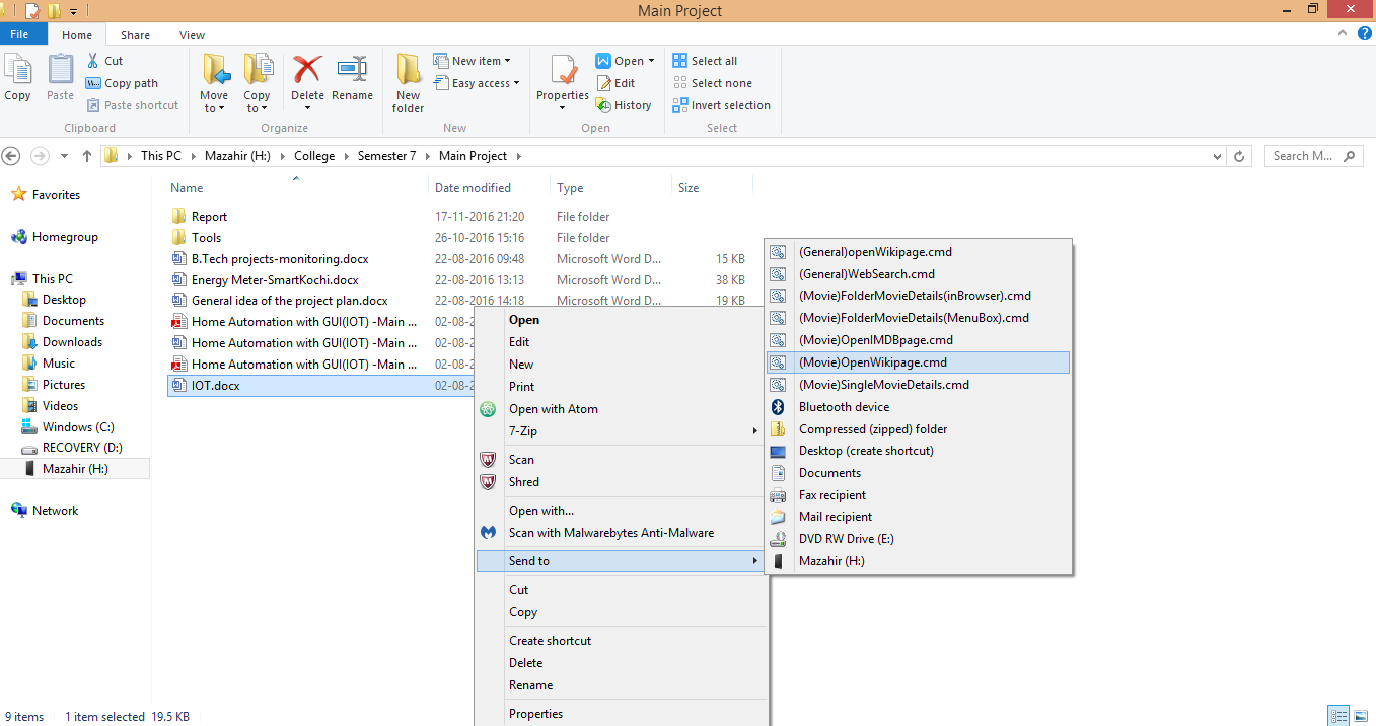 Main Project
File Home Share View
Copy
Paste
Cut
Copy path
Paste shortcut
Clipboard
Move to
Copy to
Delete
Rename
Organize
New folder
New item
Easy access
New
Properties
Open
Edit
History
Open
Select all
Select none
Invert selection
Select
This PC Mazahir (H:) College Semester 7 Main Project
Search M...
Favorites
Homegroup
This PC
Desktop
Documents
Downloads
Music
Pictures
Videos
Windows (C:)
RECOVERY (D:)
Mazahir (H:)
Network
Name Date modified Type Size
Report 17-11-2016 21:20 File folder
Tools 26-10-2016 15:16 File folder
B.Tech projects-monitoring.docx 22-08-2016 09:48 Microsoft Word D... 15 KB
Energy Meter-SmartKochi.docx 22-08-2016 13:13 Microsoft Word D... 38 KB
General idea of the project plan.docx 22-08-2016 14:18 Microsoft Word D... 19 KB
Home Automation with GUI(IOT) -Main ... 02-08-2
Home Automation with GUI(IOT) -Main ... 02-08-2
Home Automation with GUI(IOT) -Main ... 02-08-2
IOT.docx 02-08-2
Open
Edit
New
Print
Open with Atom
7-Zip
Scan
Shred
Open with...
Scan with Malwarebytes Anti-Malware
Send to
Cut
Copy
Create shortcut
Delete
Rename
Properties
(General)openWikipage.cmd
(General)WebSearch.cmd
(Movie)FolderMovieDetails(inBrowser).cmd
(Movie)FolderMovieDetails(MenuBox).cmd
(Movie)OpenIMDBpage.cmd
(Movie)OpenWikipage.cmd
(Movie)SingleMovieDetails.cmd
Bluetooth device
Compressed (zipped) folder
Desktop (create shortcut)
Documents
Fax recipient
Mail recipient
DVD RW Drive (E:)
Mazahir (H:)
9 items 1 item selected 19.5 KB